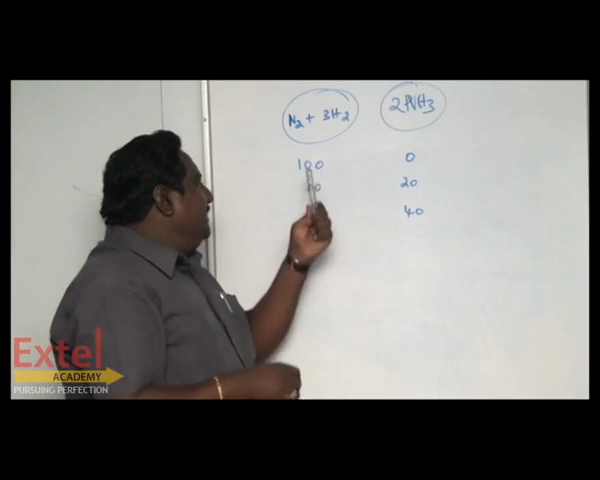 N2 + 3H2 2NH3
100 0
20
40
Extel
ACADEMY
PURSUING PERFECTION